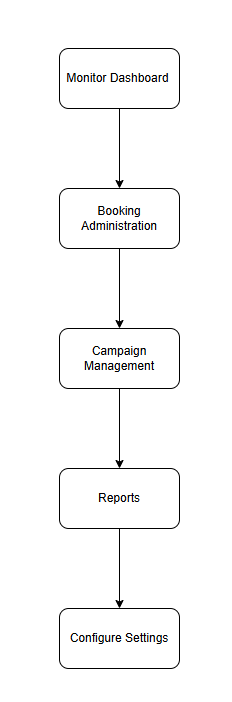 Monitor Dashboard
Booking
Administration
Campaign
Management
Reports
Configure Settings